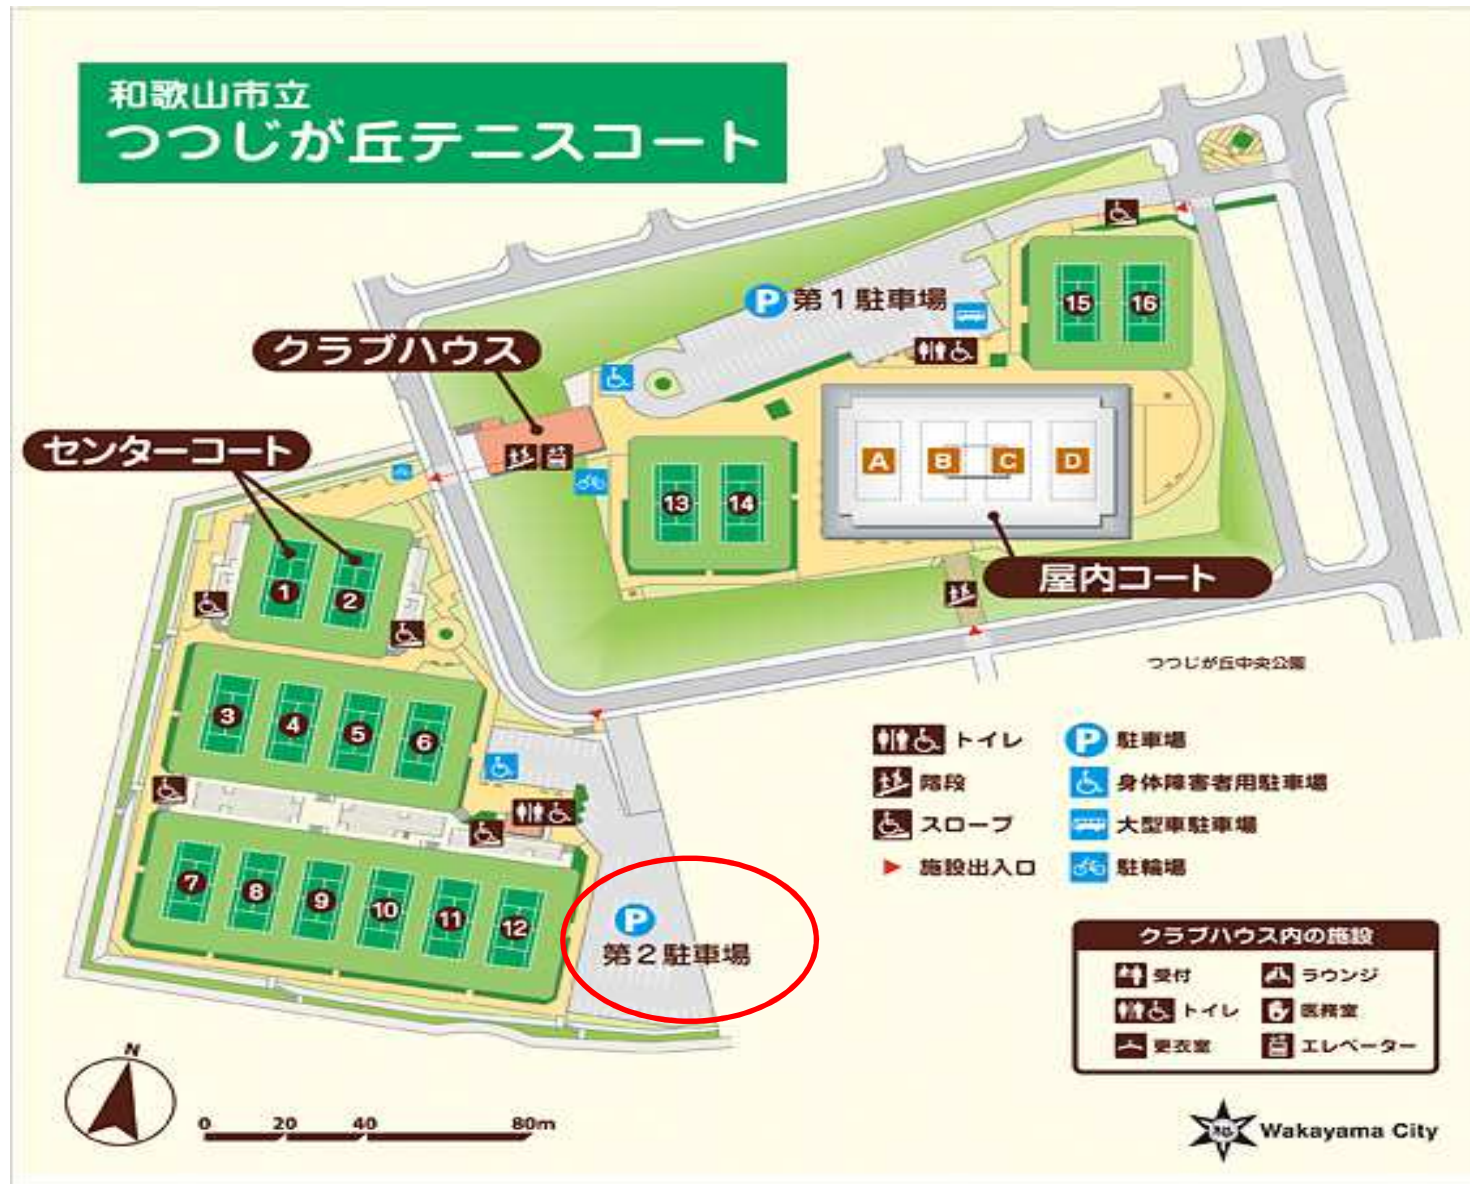 和歌山市立
つつじが丘テニスコート
P 第1駐車場
15 16
クラブハウス
センターコート
A B C D
13 14
屋内コート
1 2
つつじが丘中央公園
3 4 5 6
7 8 9 10 11 12
P
第2駐車場
トイレ
階段
スロープ
施設出入口
P 駐車場
身体障害者用駐車場
大型車駐車場
駐輪場
クラブハウス内の施設
受付
トイレ
更衣室
ラウンジ
医務室
エレベーター
N
0 20 40 80m
Wakayama City